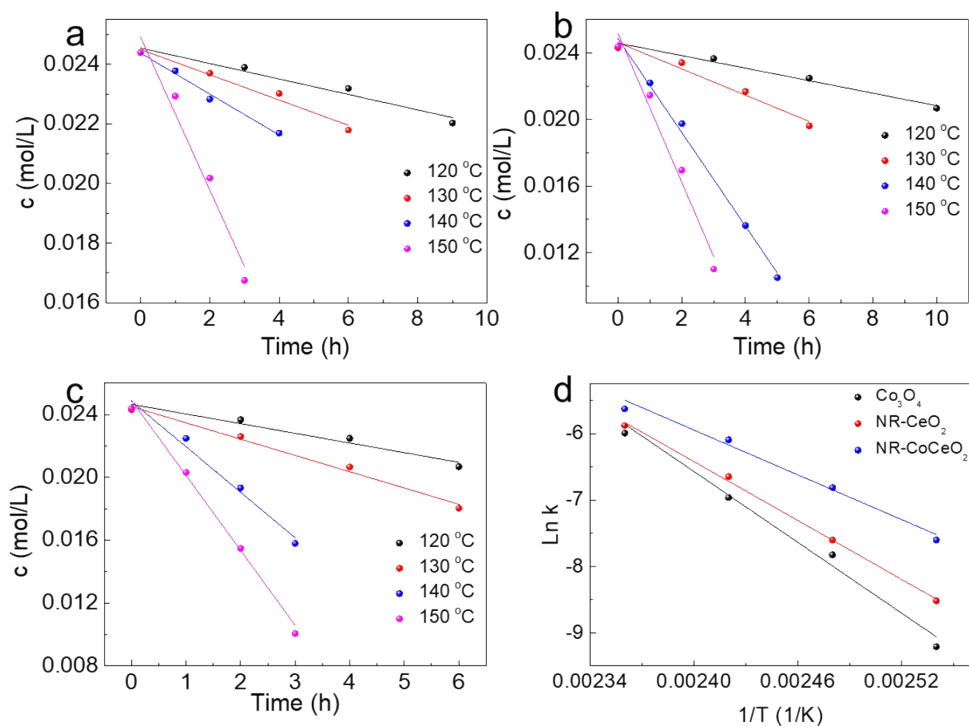 a
0.024
0.022
0.020
0.018
0.016
c (mol/L)
0 2 4 6 8 10
Time (h)
120 °C
130 °C
140 °C
150 °C
b
0.024
0.020
0.016
0.012
c (mol/L)
0 2 4 6 8 10
Time (h)
120 °C
130 °C
140 °C
150 °C
c
0.024
0.020
0.016
0.012
0.008
c (mol/L)
0 1 2 3 4 5 6
Time (h)
120 °C
130 °C
140 °C
150 °C
d
-6
-7
-8
-9
Ln k
0.00234 0.00240 0.00246 0.00252
1/T (1/K)
Co₃O₄
NR-CeO₂
NR-CoCeO₂